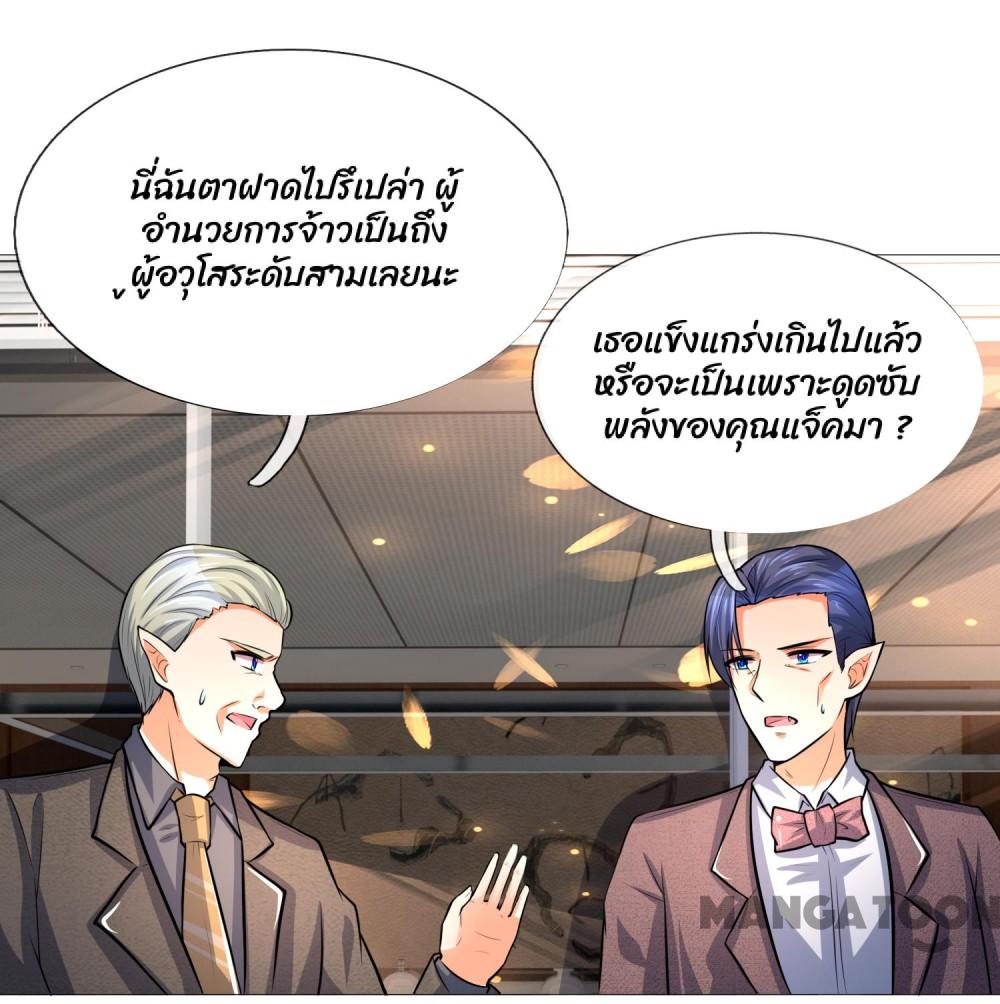 นี่ฉันตาฝาดไปรึเปล่า ผู้
อำนวยการจ้าวเป็นถึง
ผู้อวุโสระดับสามเลยนะ
เธอแข็งแกร่งเกินไปแล้ว
หรือจะเป็นเพราะดูดซับ
พลังของคุณแจ็คมา ?
MANGATOON